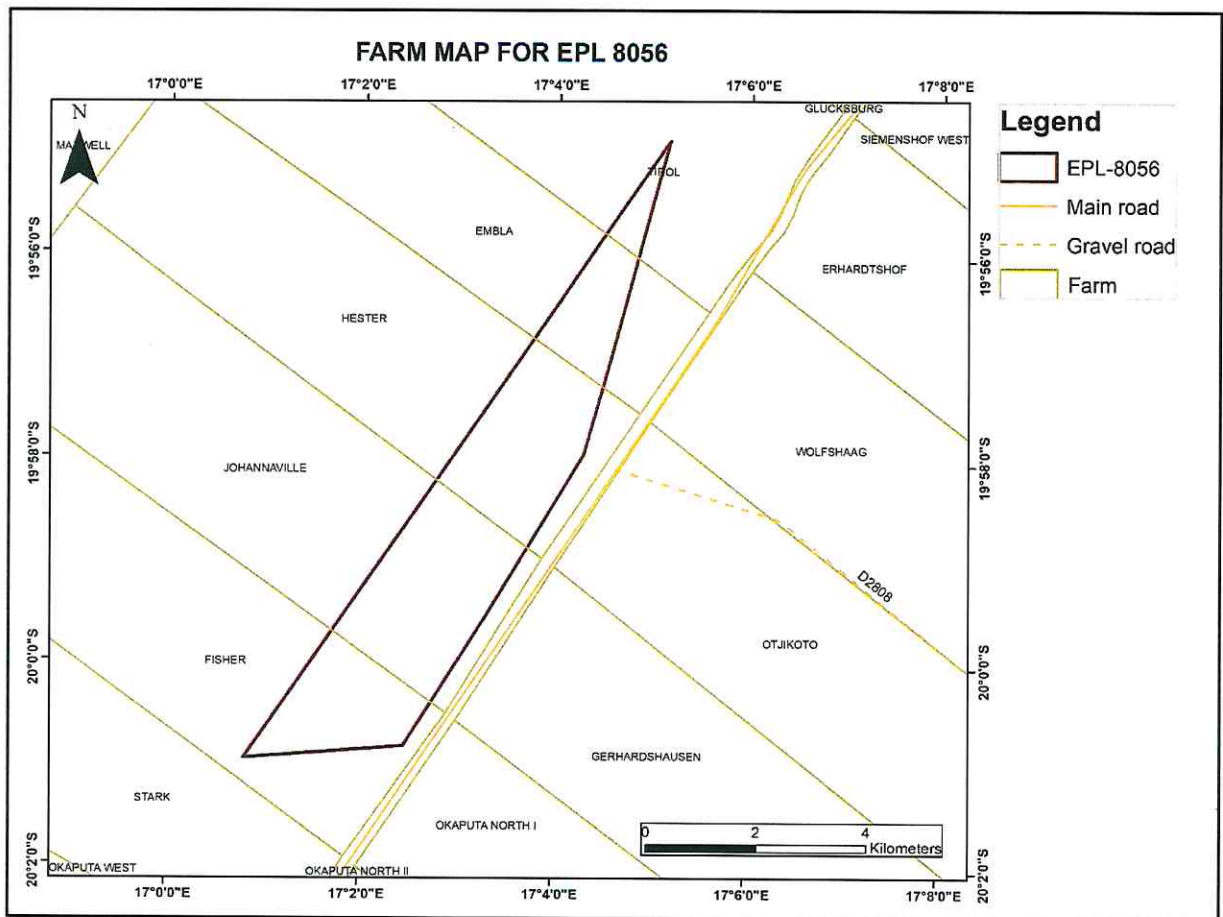 FARM MAP FOR EPL 8056
17°0'0"E
17°2'0"E
17°4'0"E
17°6'0"E
17°8'0"E
N
GLUCKSBURG
SIEMENSHOF WEST
TIROL
EMBLA
ERHARDTSHOF
HESTER
WOLFSHAAG
JOHANNAVILLE
D2808
OTJIKOTO
FISHER
GERHARDSHAUSEN
STARK
OKAPUTA NORTH I
OKAPUTA WEST
OKAPUTA NORTH II
0 2 4
Kilometers
19°56'0"S
19°58'0"S
20°0'0"S
20°2'0"S
19°56'0"S
19°58'0"S
20°0'0"S
20°2'0"S
17°0'0"E
17°2'0"E
17°4'0"E
17°6'0"E
17°8'0"E
Legend
EPL-8056
Main road
Gravel road
Farm